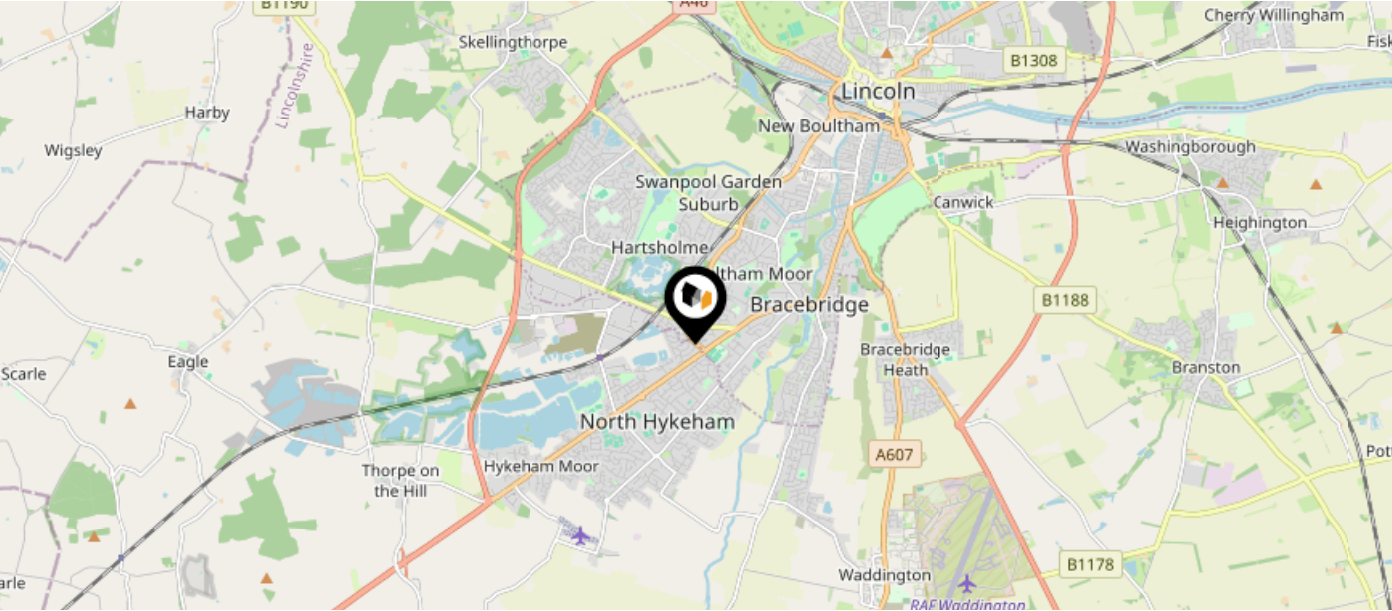 B1190
A46
Cherry Willingham
Skellingthorpe
Fisk
B1308
Lincoln
Lincolnshire
Harby
New Boultham
Wigsley
Washingborough
Swanpool Garden
Suburb
Canwick
Heighington
Hartsholme
ltham Moor
B1188
Bracebridge
Bracebridge
Heath
Eagle
Scarle
Branston
North Hykeham
A607
Pott
Hykeham Moor
Thorpe on
the Hill
B1178
Waddington
arle
RAF Waddington